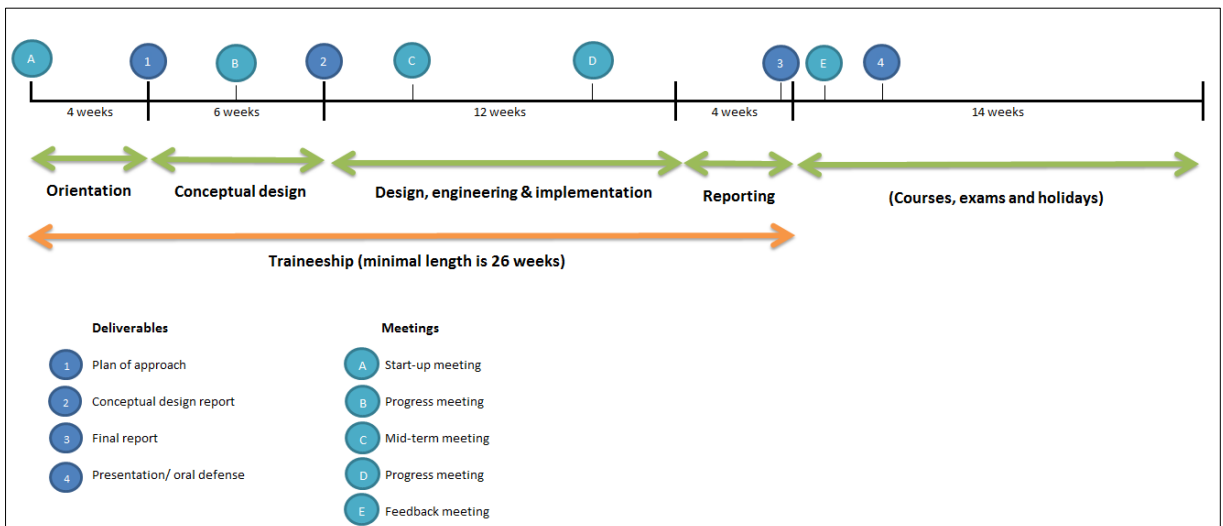 A 1 B 2 C D 3 E 4
4 weeks 6 weeks 12 weeks 4 weeks 14 weeks
Orientation Conceptual design Design, engineering & implementation Reporting (Courses, exams and holidays)
Traineeship (minimal length is 26 weeks)
Deliverables
1 Plan of approach
2 Conceptual design report
3 Final report
4 Presentation/ oral defense
Meetings
A Start-up meeting
B Progress meeting
C Mid-term meeting
D Progress meeting
E Feedback meeting